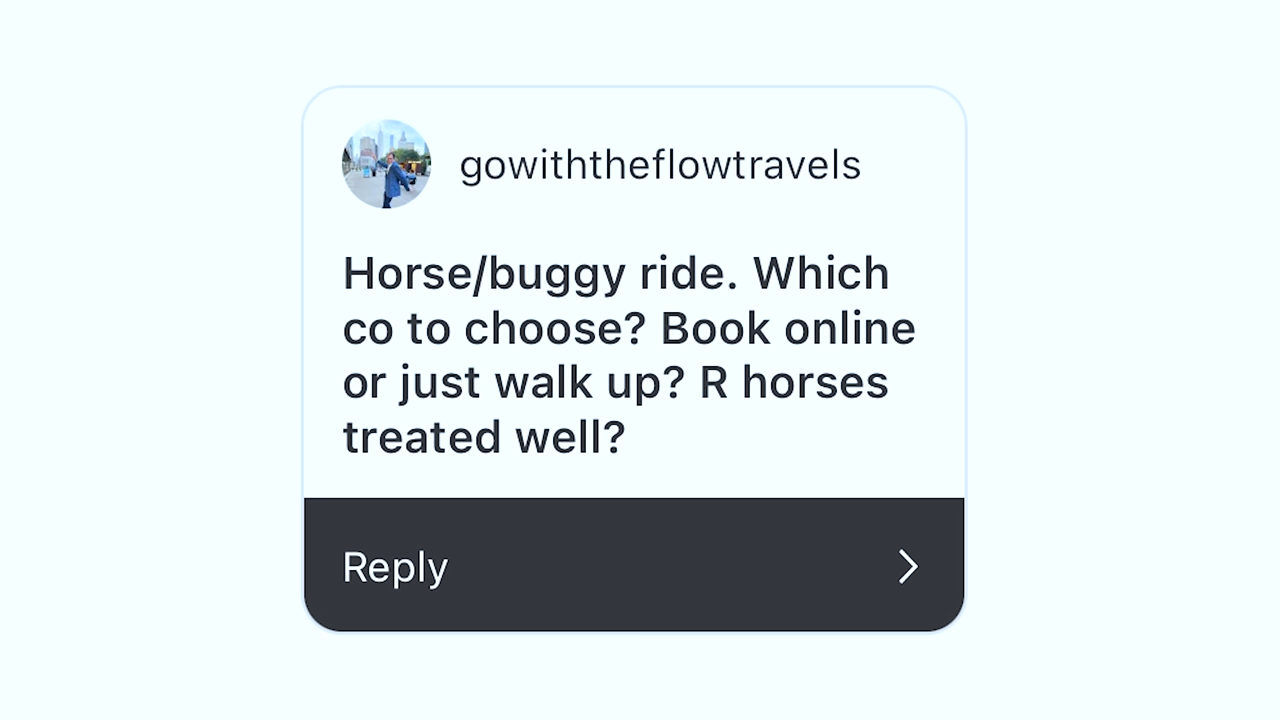 gowiththeflowtravels
Horse/buggy ride. Which
co to choose? Book online
or just walk up? R horses
treated well?
Reply